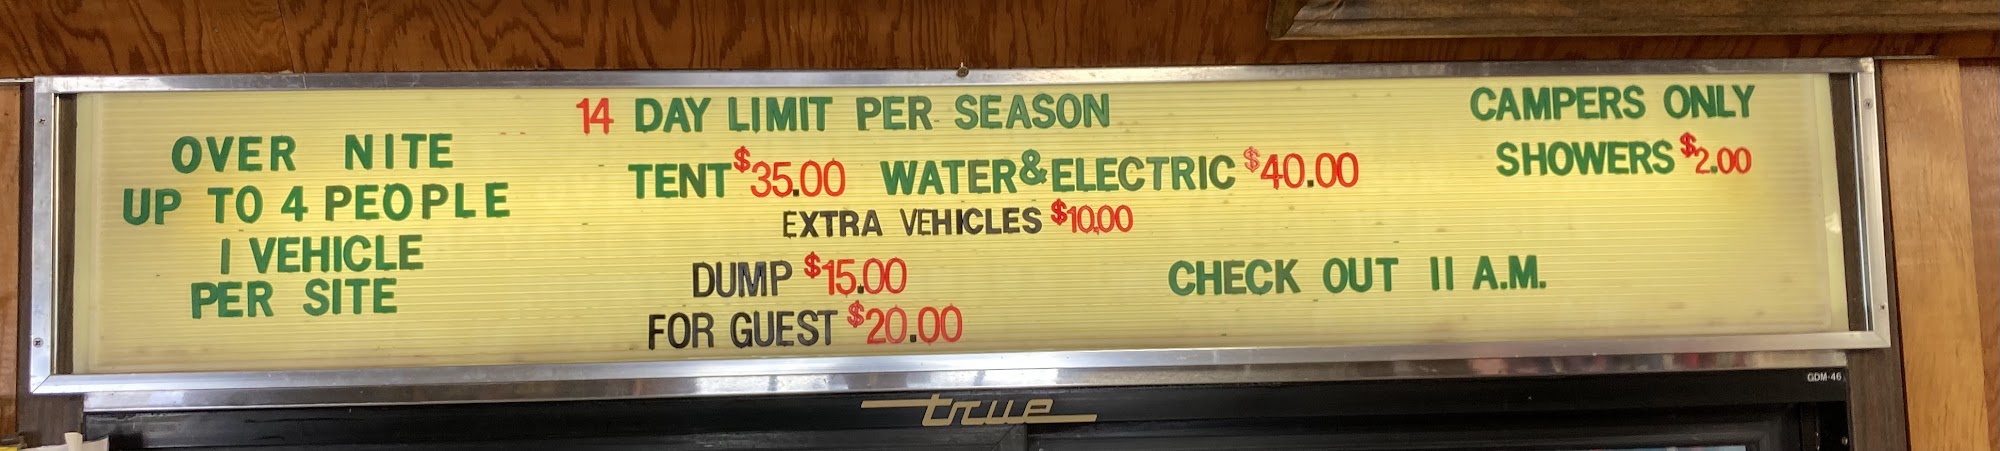 14 DAY LIMIT PER SEASON
OVER NITE
UP TO 4 PEOPLE
1 VEHICLE
PER SITE
TENT $35.00 WATER & ELECTRIC $40.00
EXTRA VEHICLES $10.00
DUMP $15.00
FOR GUEST $20.00
CAMPERS ONLY
SHOWERS $2.00
CHECK OUT 11 A.M.
GDM-46
true